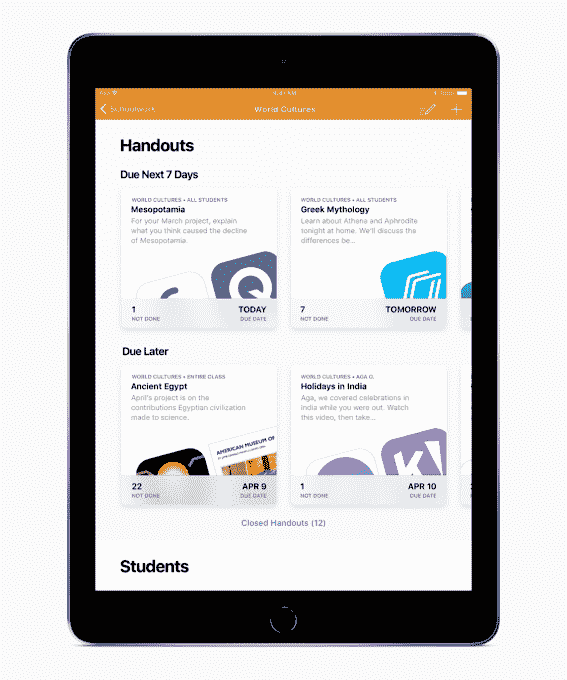 World Cultures
Handouts
Due Next 7 Days
WORLD CULTURES • ALL STUDENTS
Mesopotamia
For your March project, explain
what you think caused the decline
of Mesopotamia
1
NOT DONE
TODAY
DUE DATE
WORLD CULTURES • ALL STUDENTS
Greek Mythology
Learn about Athena and Aphrodite
tonight at home. We'll discuss the
differences be...
7
NOT DONE
TOMORROW
DUE DATE
Due Later
WORLD CULTURES • ENTIRE CLASS
Ancient Egypt
April's project is on the
contributions Egyptian civilization
made to science.
AMERICAN MUSEUM OF
22
NOT DONE
APR 9
DUE DATE
WORLD CULTURES • AGA G.
Holidays in India
Aga, we covered celebrations in
India while you were out. Watch
this video, then take...
K!
1
NOT DONE
APR 10
DUE DATE
Closed Handouts (12)
Students